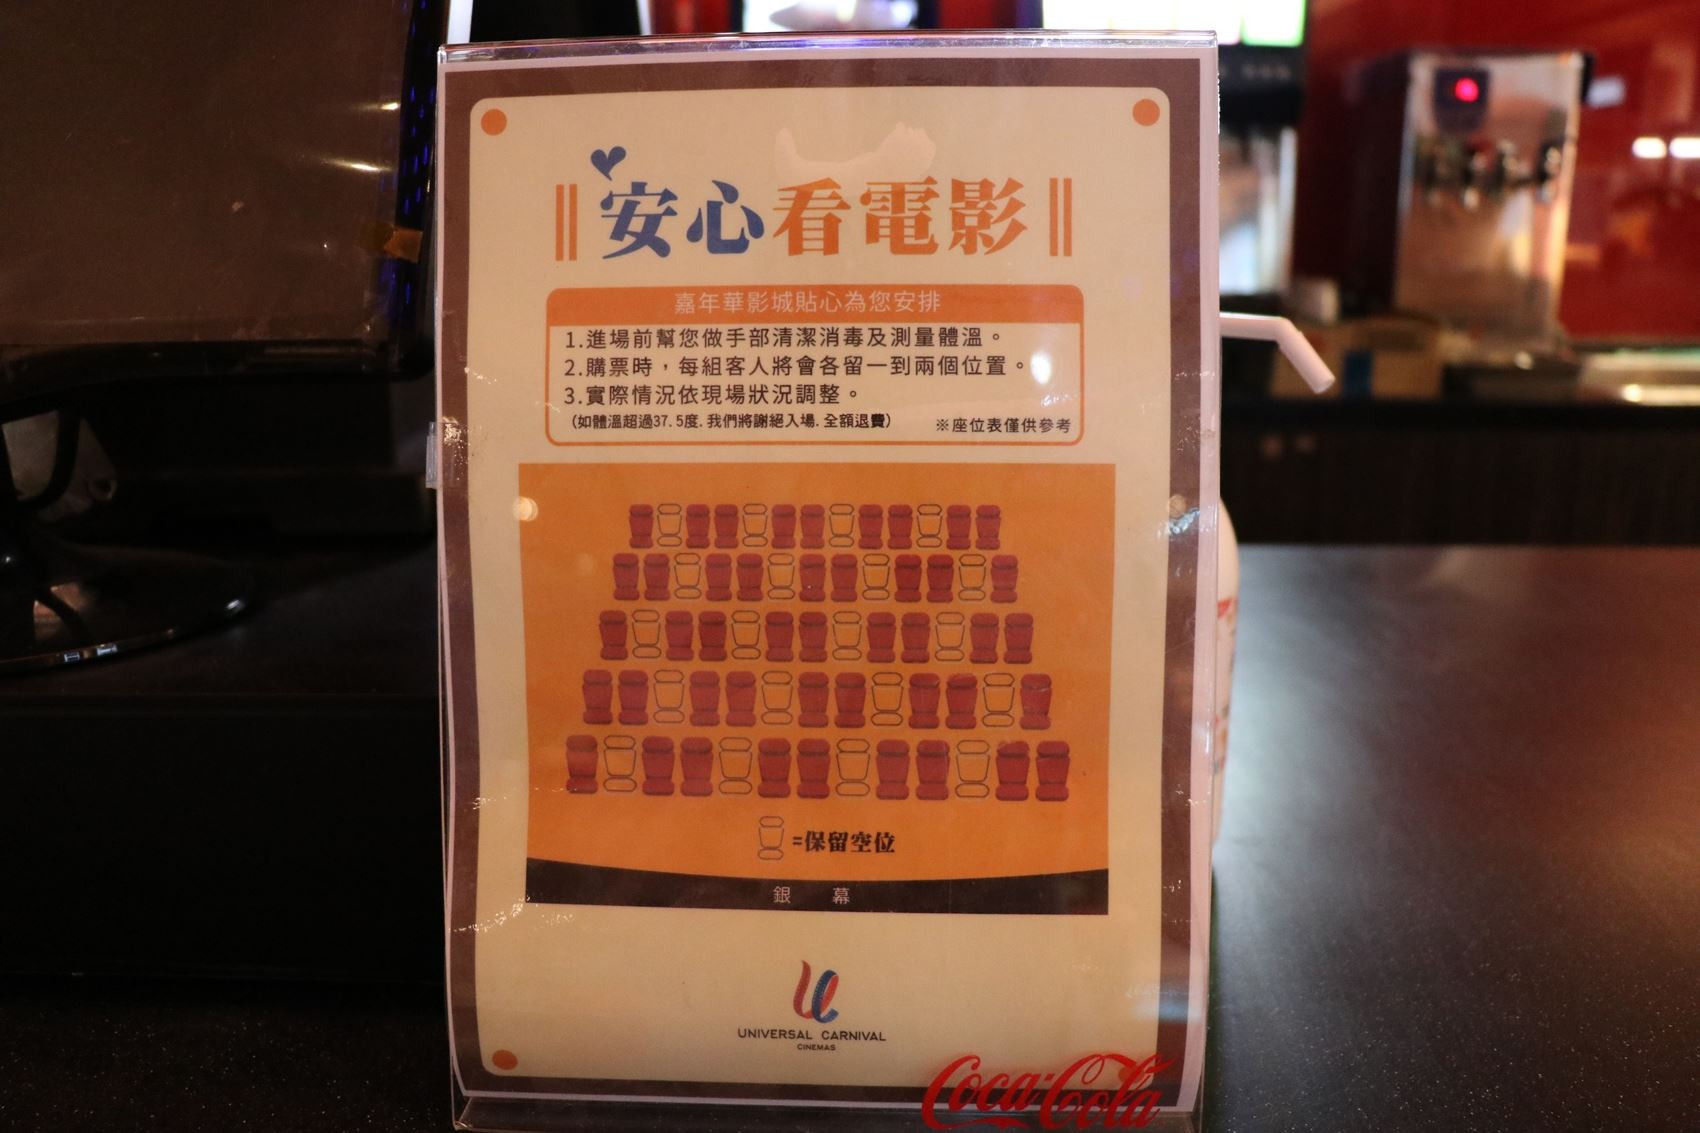 安心看電影
嘉年華影城貼心為您安排
1.進場前幫您做手部清潔消毒及測量體溫。
2.購票時，每組客人將會各留一到兩個位置。
3.實際情況依現場狀況調整。
(如體溫超過37.5度.我們將謝絕入場.全額退費)
※座位表僅供參考
=保留空位
銀 幕
UNIVERSAL CARNIVAL
CINEMAS
Coca-Cola